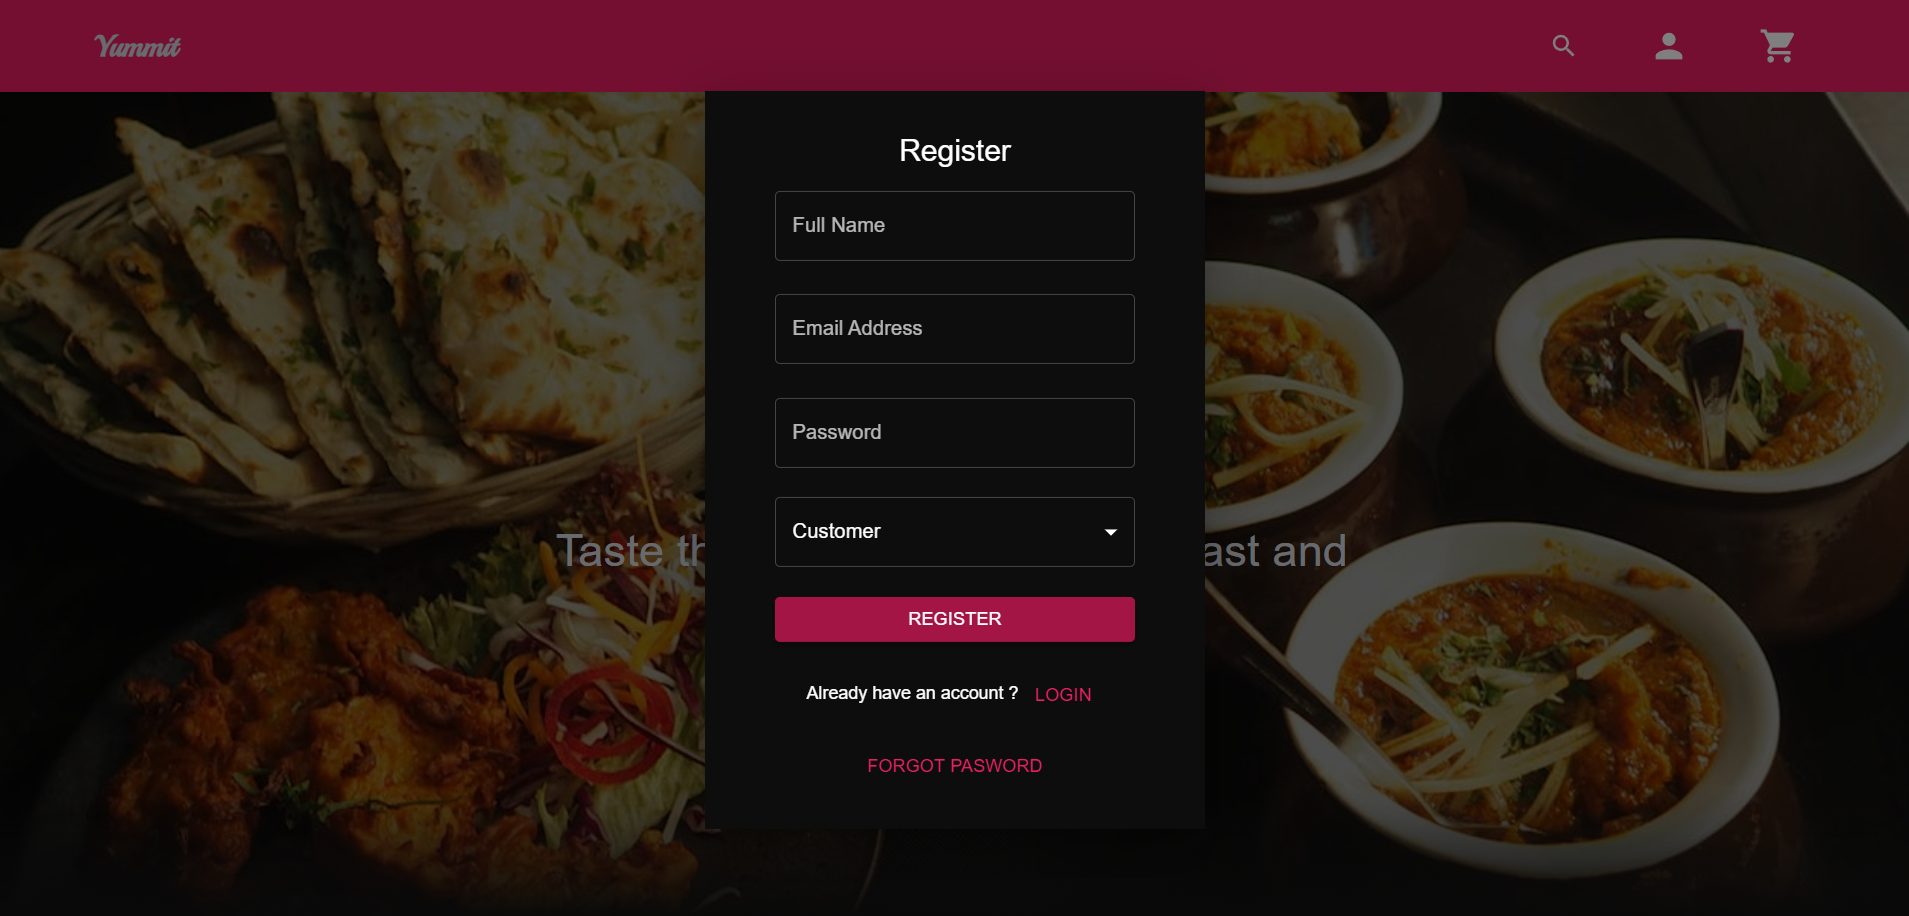 Yummit
Register
Full Name
Email Address
Password
Customer
Taste th ast and
REGISTER
Already have an account ? LOGIN
FORGOT PASWORD